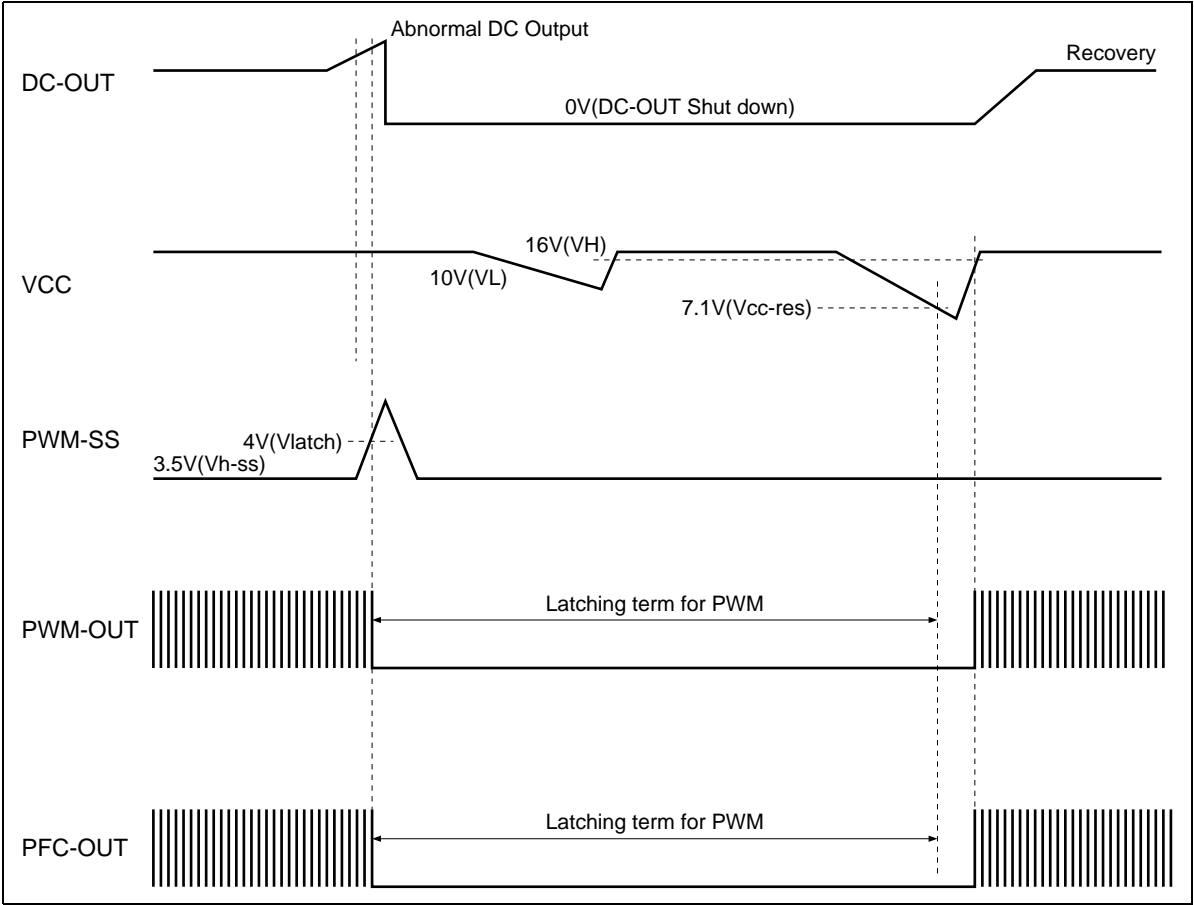 Abnormal DC Output
Recovery
DC-OUT
0V(DC-OUT Shut down)
16V(VH)
10V(VL)
VCC
7.1V(Vcc-res)
PWM-SS
4V(Vlatch)
3.5V(Vh-ss)
Latching term for PWM
PWM-OUT
Latching term for PWM
PFC-OUT